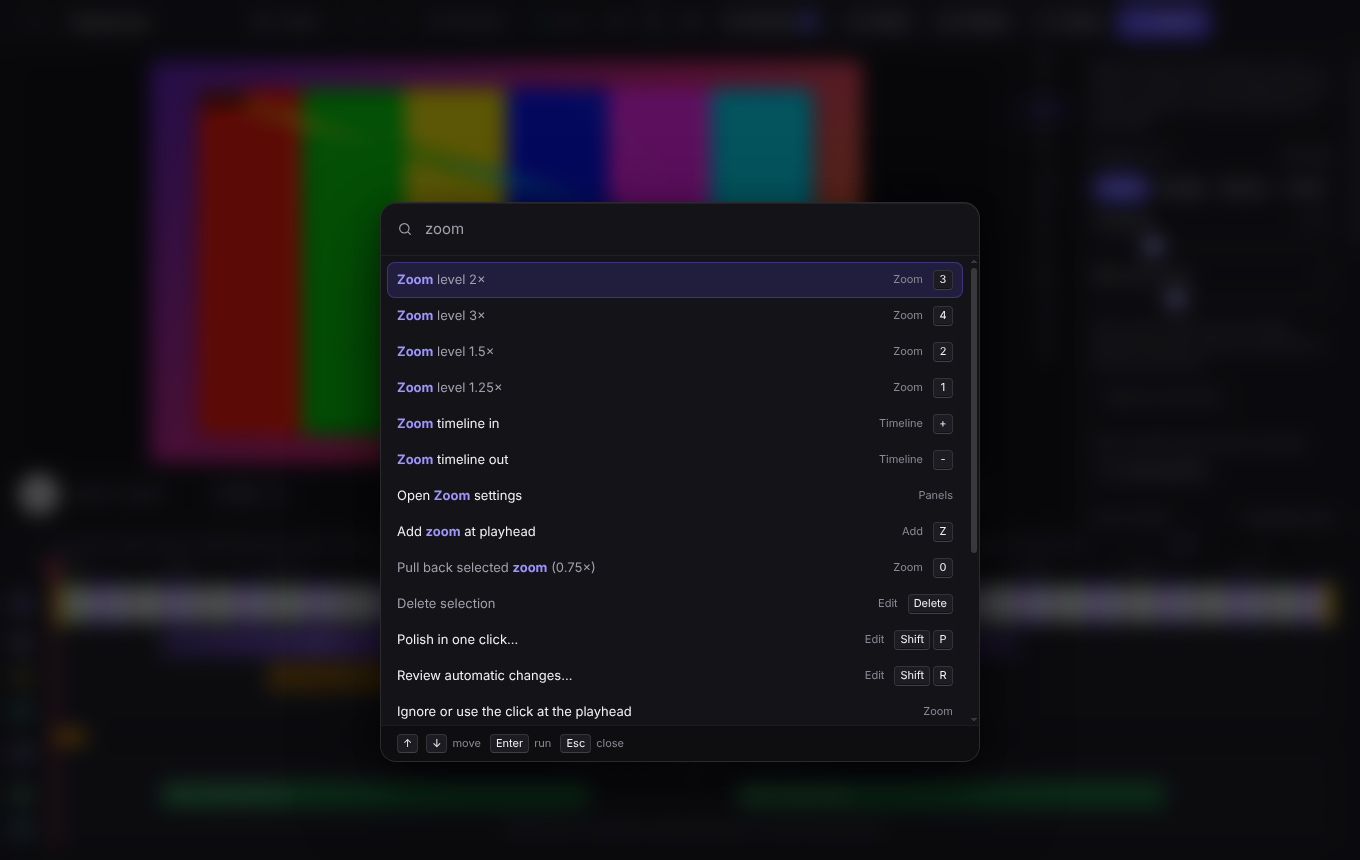 zoom
Zoom level 2× Zoom 3
Zoom level 3× Zoom 4
Zoom level 1.5× Zoom 2
Zoom level 1.25× Zoom 1
Zoom timeline in Timeline +
Zoom timeline out Timeline -
Open Zoom settings Panels
Add zoom at playhead Add Z
Pull back selected zoom (0.75×) Zoom 0
Delete selection Edit Delete
Polish in one click... Edit Shift P
Review automatic changes... Edit Shift R
Ignore or use the click at the playhead Zoom
↑ ↓ move Enter run Esc close